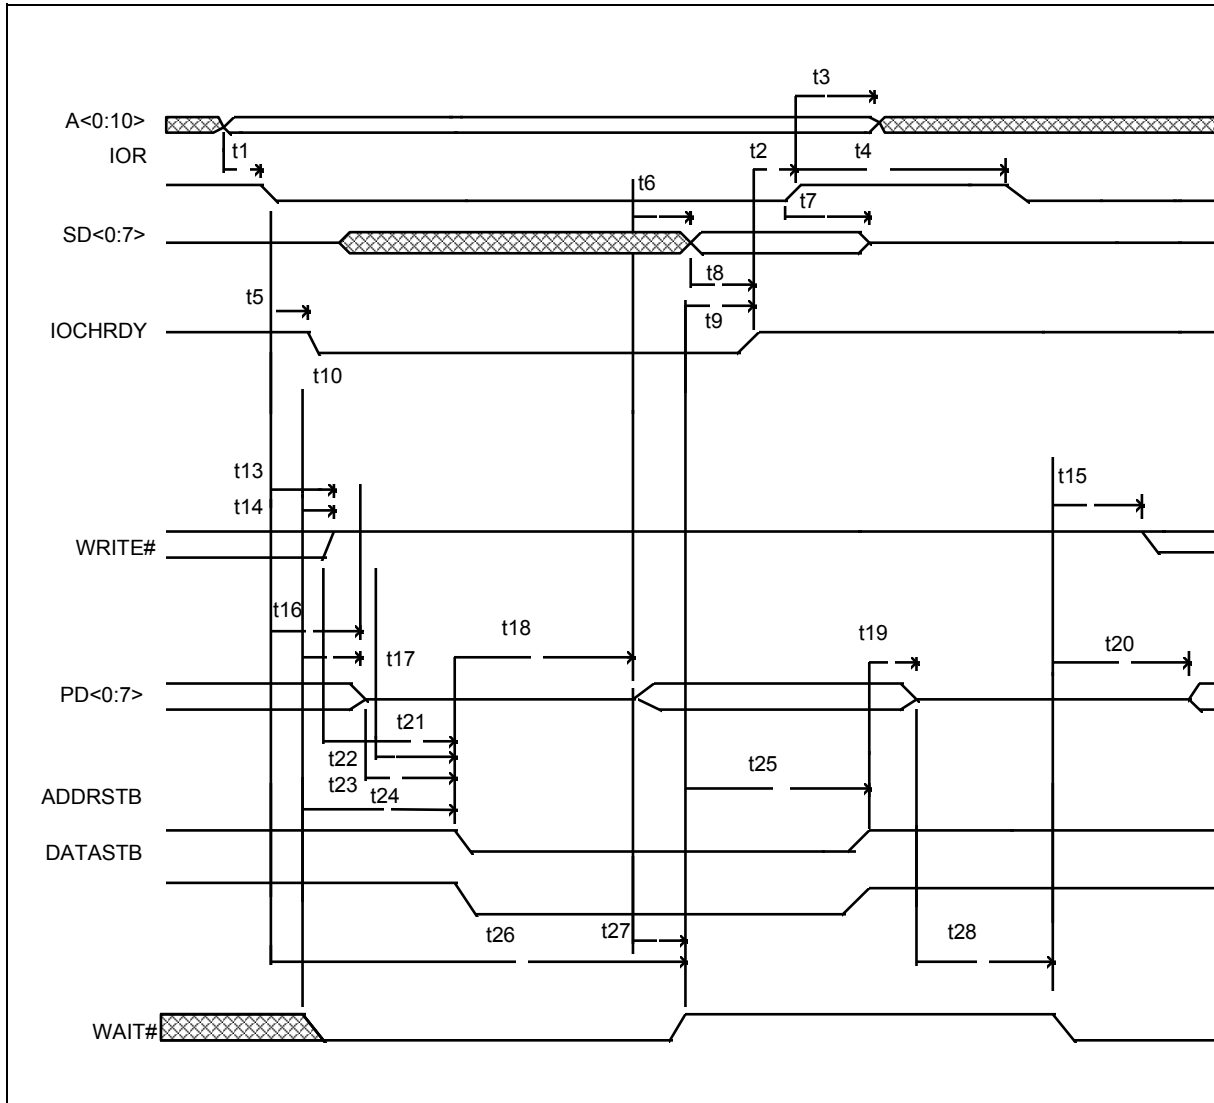 t3
A<0:10>
IOR
t1
t2
t4
t6
t7
SD<0:7>
t8
t5
t9
IOCHRDY
t10
t13
t15
t14
WRITE#
t16
t18
t19
t17
t20
PD<0:7>
t21
t22
t25
t23
t24
ADDRSTB
DATASTB
t26
t27
t28
WAIT#